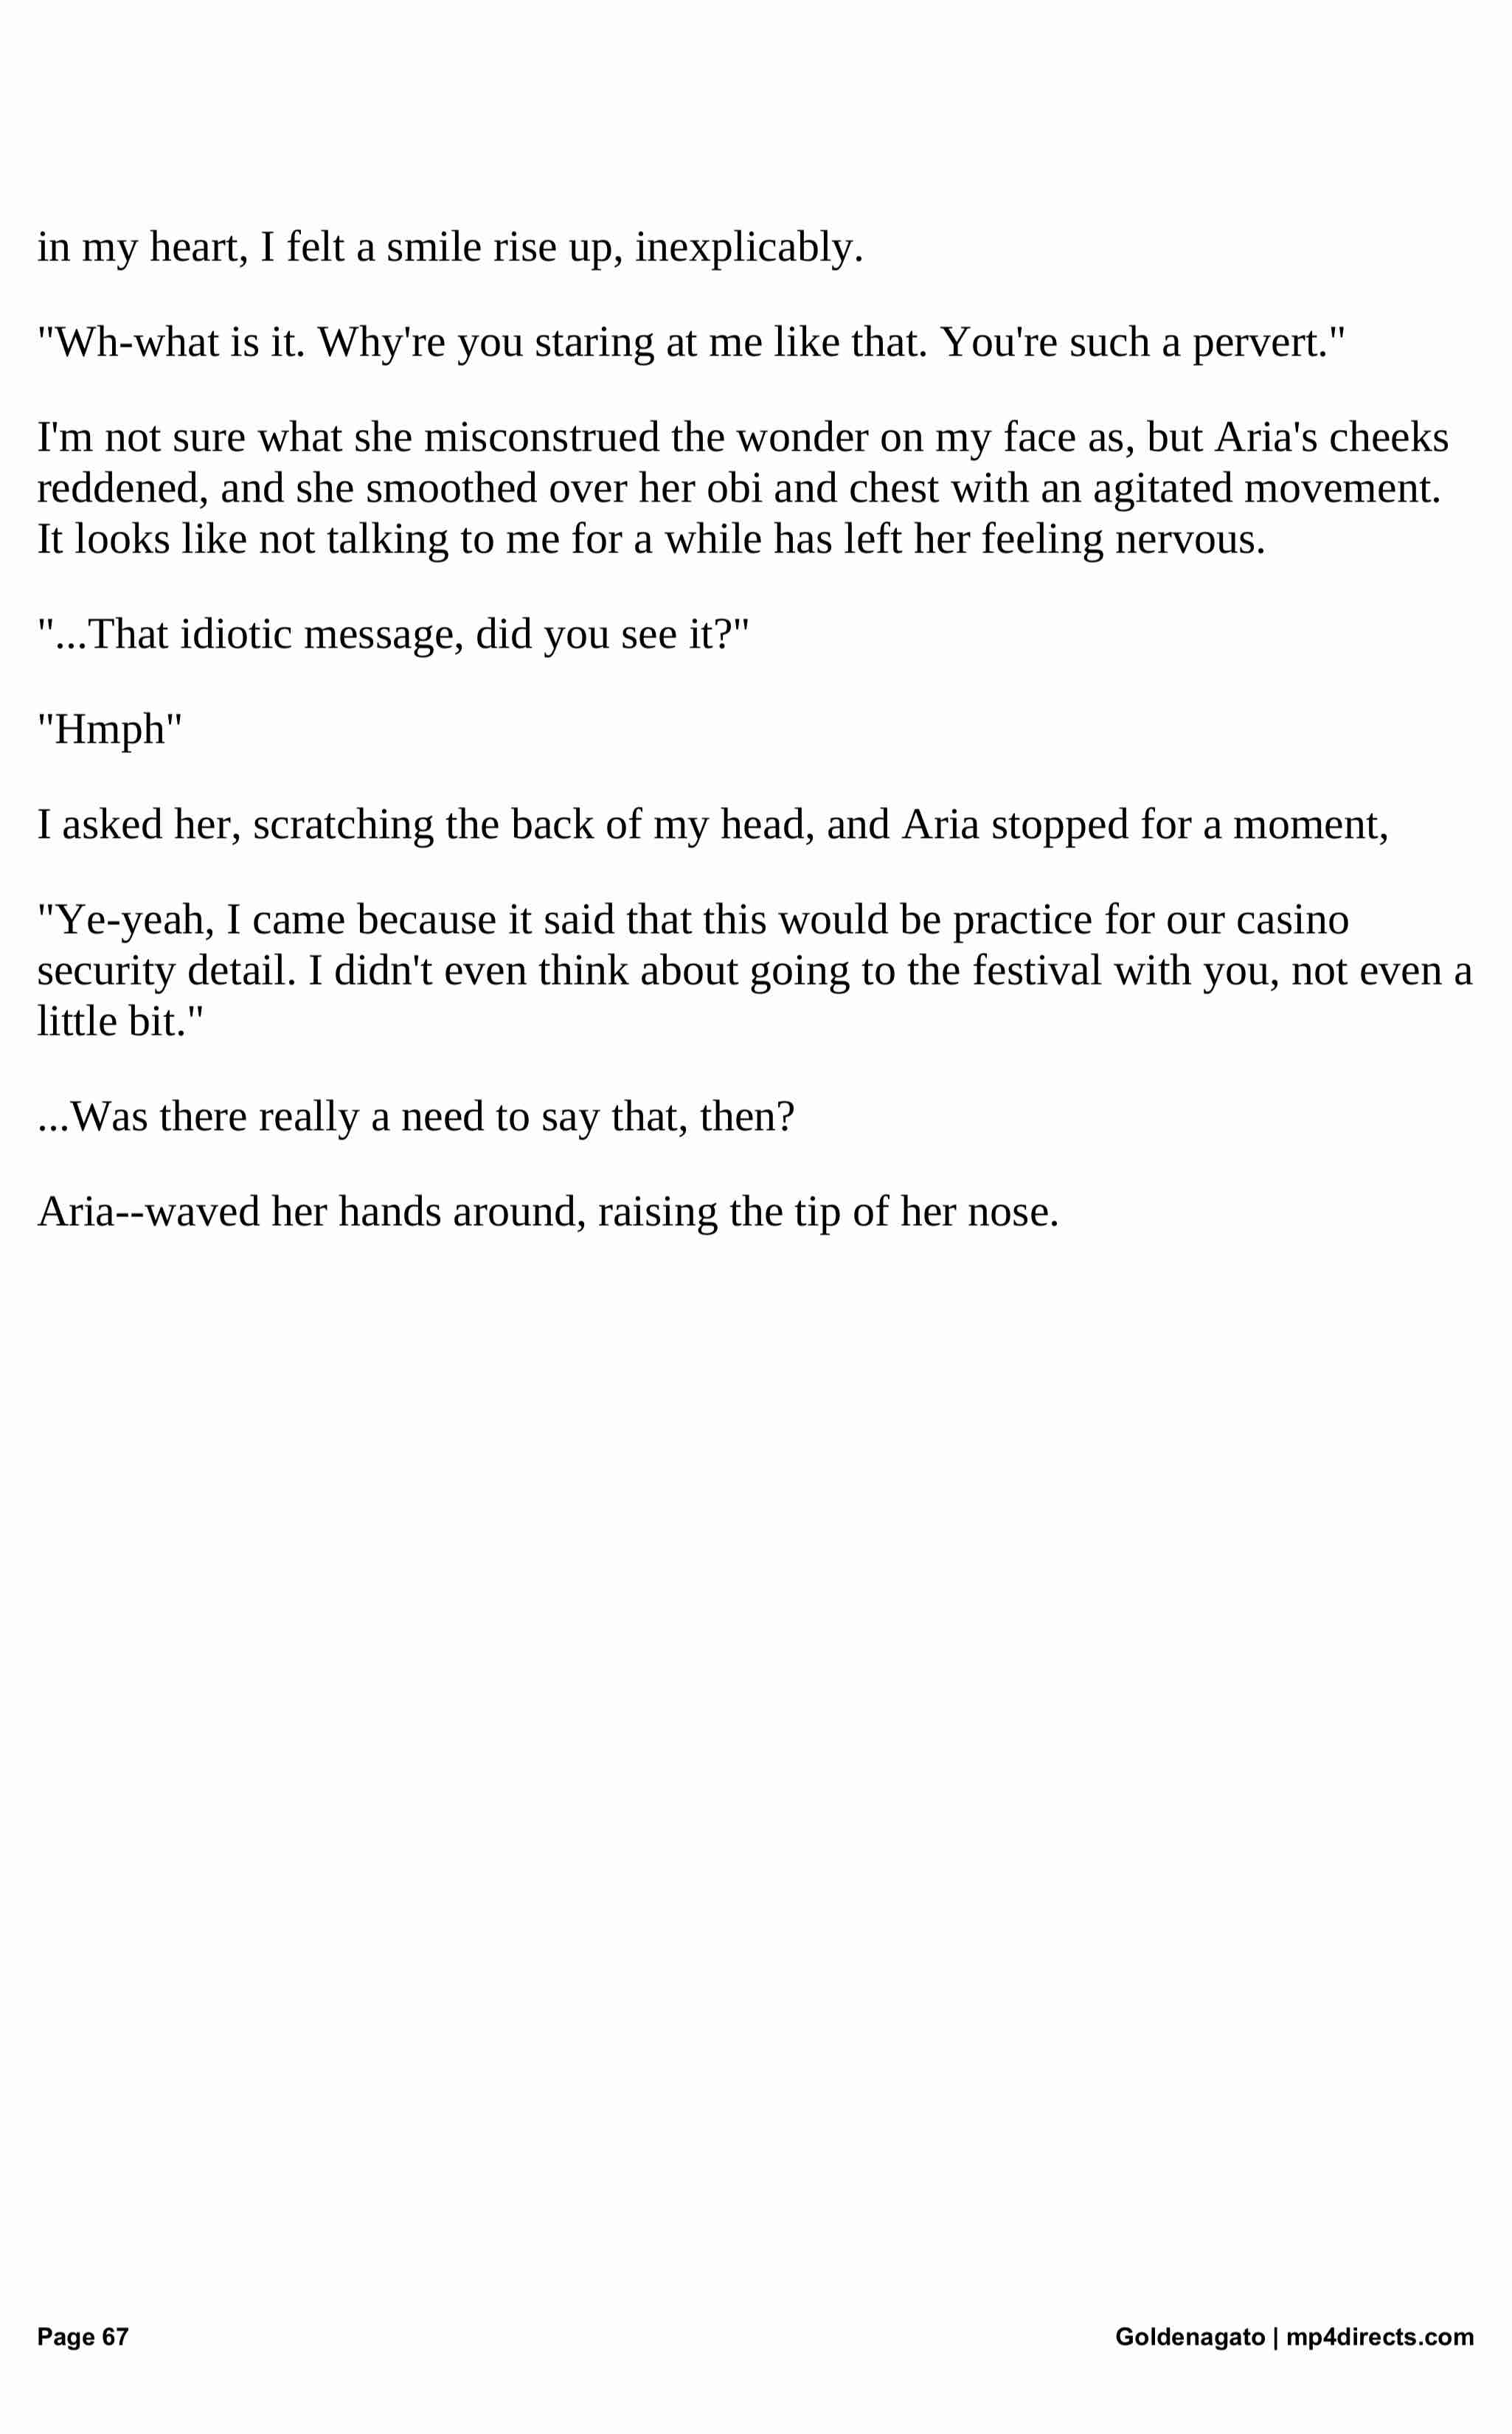 in my heart, I felt a smile rise up, inexplicably.
"Wh-what is it. Why're you staring at me like that. You're such a pervert."
I'm not sure what she misconstrued the wonder on my face as, but Aria's cheeks
reddened, and she smoothed over her obi and chest with an agitated movement.
It looks like not talking to me for a while has left her feeling nervous.
"...That idiotic message, did you see it?"
"Hmph"
I asked her, scratching the back of my head, and Aria stopped for a moment,
"Ye-yeah, I came because it said that this would be practice for our casino
security detail. I didn't even think about going to the festival with you, not even a
little bit."
...Was there really a need to say that, then?
Aria--waved her hands around, raising the tip of her nose.
Page 67
Goldenagato | mp4directs.com